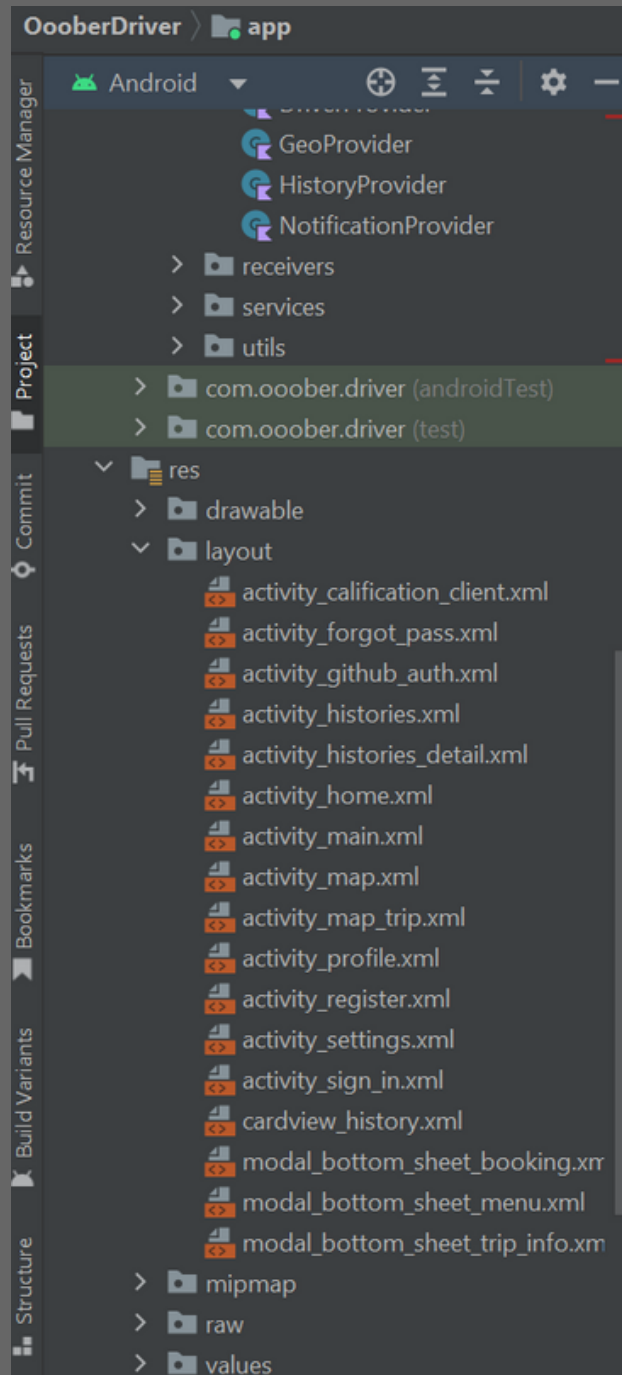 OooberDriver app
Android
DriverProvider
GeoProvider
HistoryProvider
NotificationProvider
receivers
services
utils
com.ooober.driver (androidTest)
com.ooober.driver (test)
res
drawable
layout
activity_calification_client.xml
activity_forgot_pass.xml
activity_github_auth.xml
activity_histories.xml
activity_histories_detail.xml
activity_home.xml
activity_main.xml
activity_map.xml
activity_map_trip.xml
activity_profile.xml
activity_register.xml
activity_settings.xml
activity_sign_in.xml
cardview_history.xml
modal_bottom_sheet_booking.xm
modal_bottom_sheet_menu.xml
modal_bottom_sheet_trip_info.xm
mipmap
raw
values
Resource Manager
Project
Commit
Pull Requests
Bookmarks
Build Variants
Structure